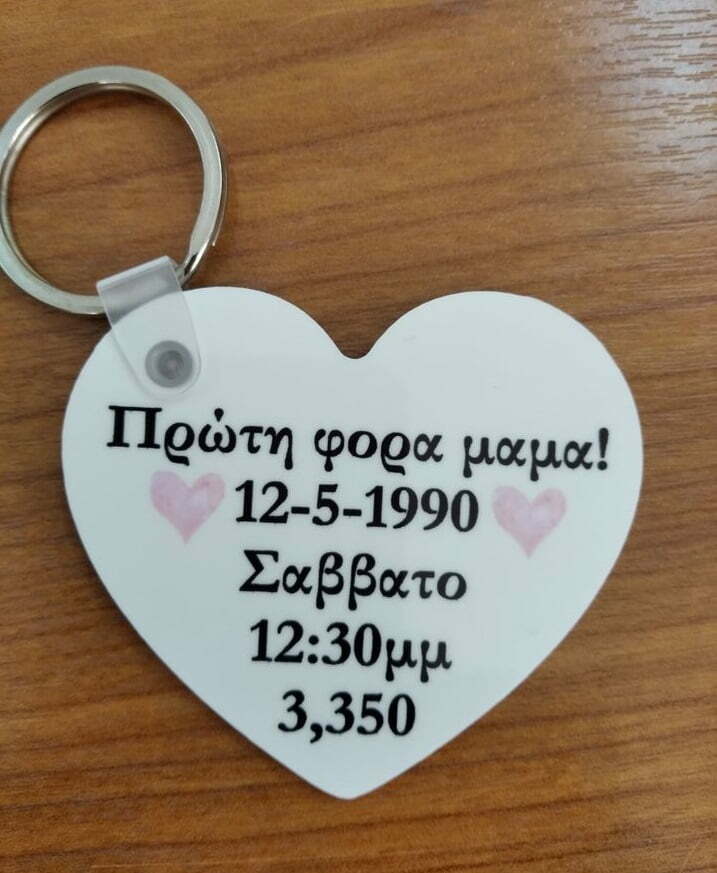 Πρώτη φορα μαμα!
12-5-1990
Σαββατο
12:30μμ
3,350